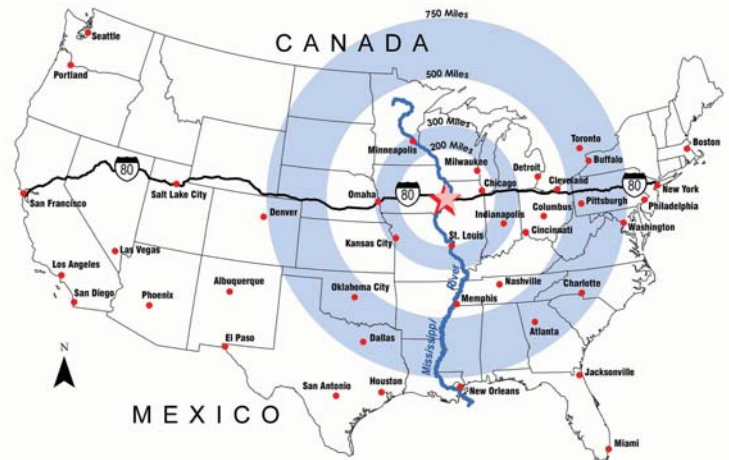 750 Miles
CANADA
Seattle
Portland
500 Miles
300 Miles
200 Miles
Minneapolis
Milwaukee
Toronto
Buffalo
Boston
Detroit
Cleveland
Chicago
80
80
80
New York
Philadelphia
Pittsburgh
Washington
San Francisco
Salt Lake City
Omaha
Denver
Indianapolis
Columbus
Cincinnati
St. Louis
Kansas City
Las Vegas
Los Angeles
San Diego
Phoenix
Albuquerque
Oklahoma City
River
Nashville
Charlotte
Memphis
Atlanta
El Paso
Dallas
Mississippi
Jacksonville
N
San Antonio
Houston
New Orleans
MEXICO
Miami